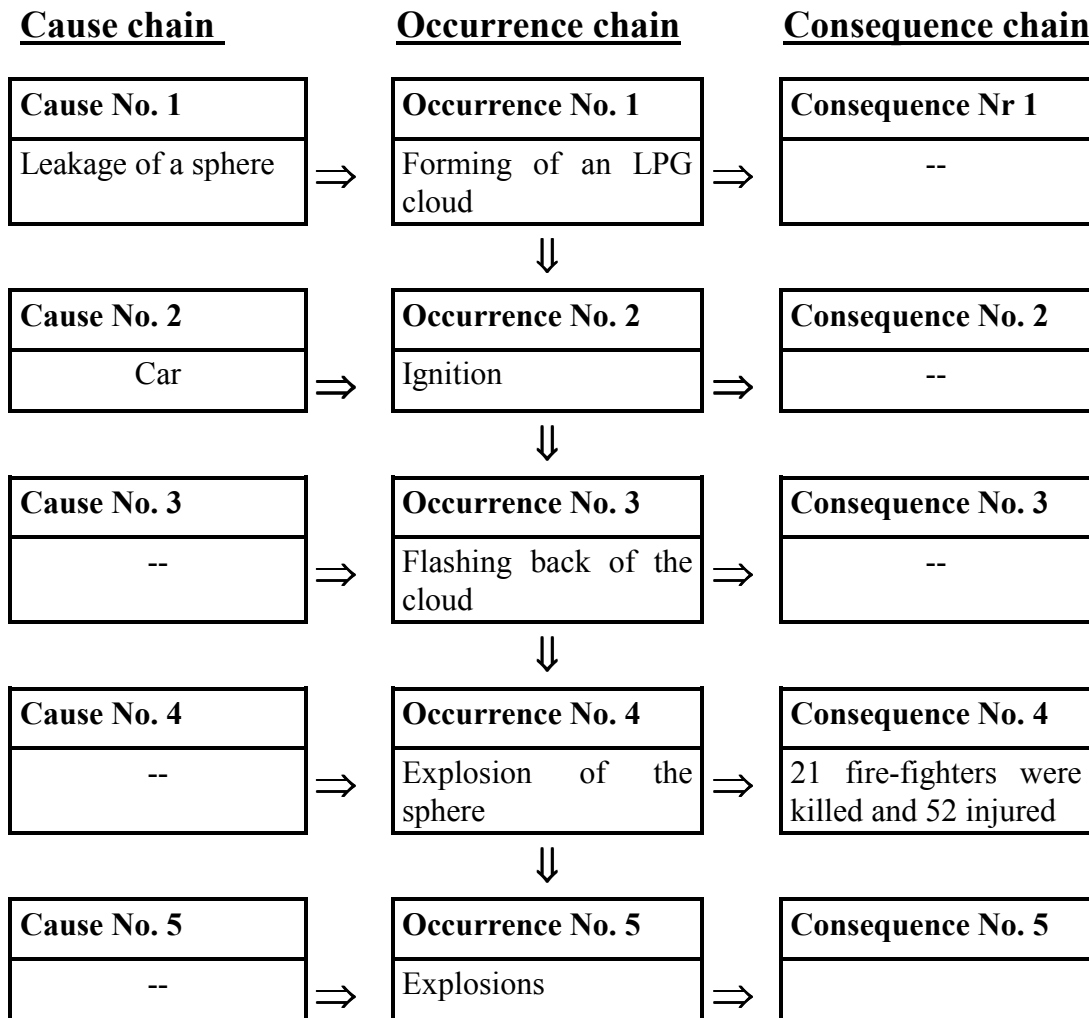 Cause chain Occurrence chain Consequence chain
Cause No. 1 Occurrence No. 1 Consequence Nr 1
Leakage of a sphere ⇒ Forming of an LPG ⇒ --
cloud
⇓
Cause No. 2 Occurrence No. 2 Consequence No. 2
Car ⇒ Ignition ⇒ --
⇓
Cause No. 3 Occurrence No. 3 Consequence No. 3
-- ⇒ Flashing back of the ⇒ --
cloud
⇓
Cause No. 4 Occurrence No. 4 Consequence No. 4
-- ⇒ Explosion of the ⇒ 21 fire-fighters were
sphere killed and 52 injured
⇓
Cause No. 5 Occurrence No. 5 Consequence No. 5
-- ⇒ Explosions ⇒